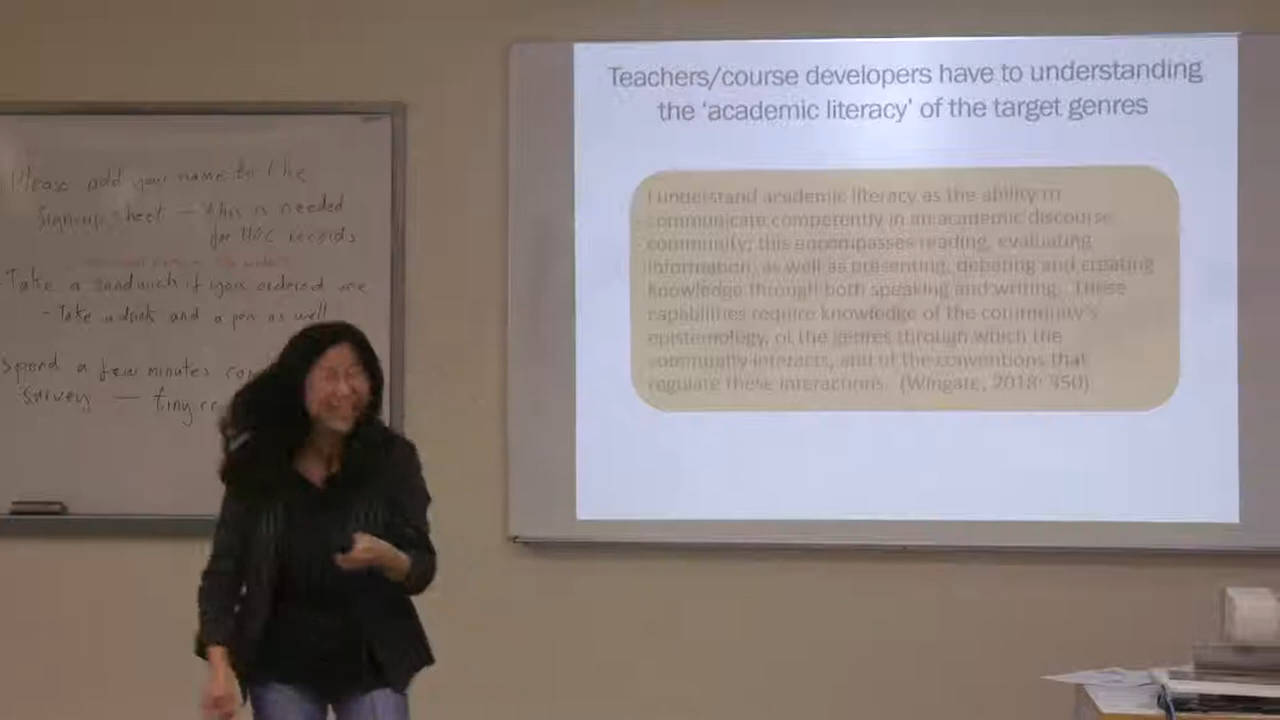 Please add your name to the
Signup sheet — this is needed
for records
Take a sandwich if you ordered one
- Take a drink and a pen as well
Spend a few minutes
survey — tiny
Teachers/course developers have to understanding
the ‘academic literacy’ of the target genres
I understand academic literacy as the ability to
communicate competently in an academic discourse
community; this encompasses reading, evaluating
information, as well as presenting, debating and creating
knowledge through both speaking and writing. These
capabilities require knowledge of the community's
epistemology, of the genres through which the
community interacts, and of the conventions that
regulate these interactions. (Wingate, 2018: 350)